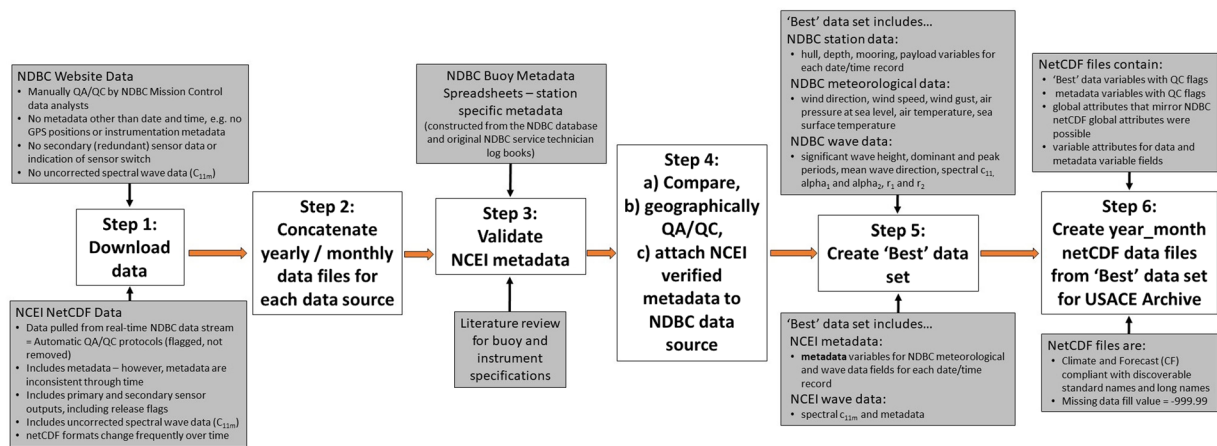 NDBC Website Data
• Manually QA/QC by NDBC Mission Control
data analysts
• No metadata other than date and time, e.g. no
GPS positions or instrumentation metadata
• No secondary (redundant) sensor data or
indication of sensor switch
• No uncorrected spectral wave data (C11m)
Step 1:
Download
data
NCEI NetCDF Data
• Data pulled from real-time NDBC data stream
= Automatic QA/QC protocols (flagged, not
removed)
• Includes metadata – however, metadata are
inconsistent through time
• Includes primary and secondary sensor
outputs, including release flags
• Includes uncorrected spectral wave data (C11m)
• netCDF formats change frequently over time
Step 2:
Concatenate
yearly / monthly
data files for
each data source
NDBC Buoy Metadata
Spreadsheets – station
specific metadata
(constructed from the NDBC database
and original NDBC service technician
log books)
Step 3:
Validate
NCEI metadata
Literature review
for buoy and
instrument
specifications
Step 4:
a) Compare,
b) geographically
QA/QC,
c) attach NCEI
verified
metadata to
NDBC data
source
‘Best’ data set includes…
NDBC station data:
• hull, depth, mooring, payload variables for
each date/time record
NDBC meteorological data:
• wind direction, wind speed, wind gust, air
pressure at sea level, air temperature, sea
surface temperature
NDBC wave data:
• significant wave height, dominant and peak
periods, mean wave direction, spectral c11,
alpha1 and alpha2, r1 and r2
Step 5:
Create ‘Best’ data
set
‘Best’ data set includes…
NCEI metadata:
• metadata variables for NDBC meteorological
and wave data fields for each date/time
record
NCEI wave data:
• spectral c11m and metadata
NetCDF files contain:
• ‘Best’ data variables with QC flags
• metadata variables with QC flags
• global attributes that mirror NDBC
netCDF global attributes were
possible
• variable attributes for data and
metadata variable fields
Step 6:
Create year_month
netCDF data files
from ‘Best’ data set
for USACE Archive
NetCDF files are:
• Climate and Forecast (CF)
compliant with discoverable
standard names and long names
• Missing data fill value = -999.99